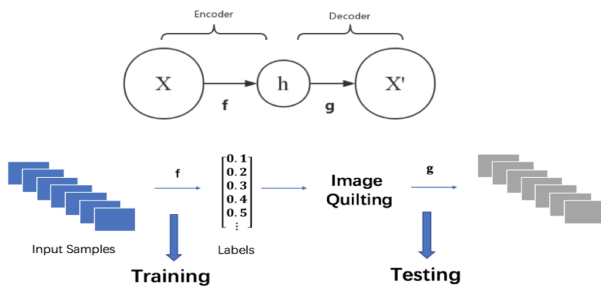 Encoder
Decoder
X
h
X'
f
g
f
0. 1
0. 2
0. 3
0. 4
0. 5
⋮
Image
Quilting
g
Input Samples
Labels
Training
Testing